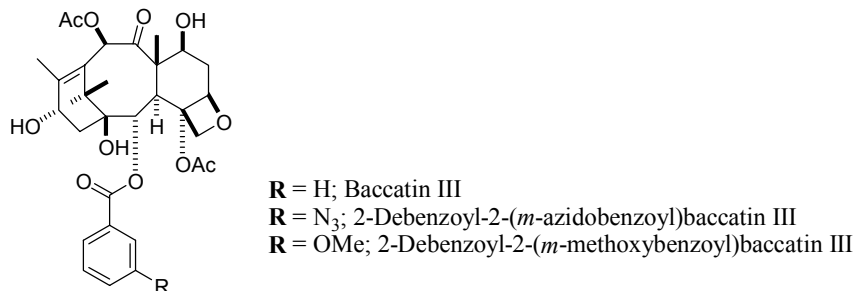 AcO
O
OH
HO
OH
H
O
OAc
O
O
R
R = H; Baccatin III
R = N3; 2-Debenzoyl-2-(m-azidobenzoyl)baccatin III
R = OMe; 2-Debenzoyl-2-(m-methoxybenzoyl)baccatin III